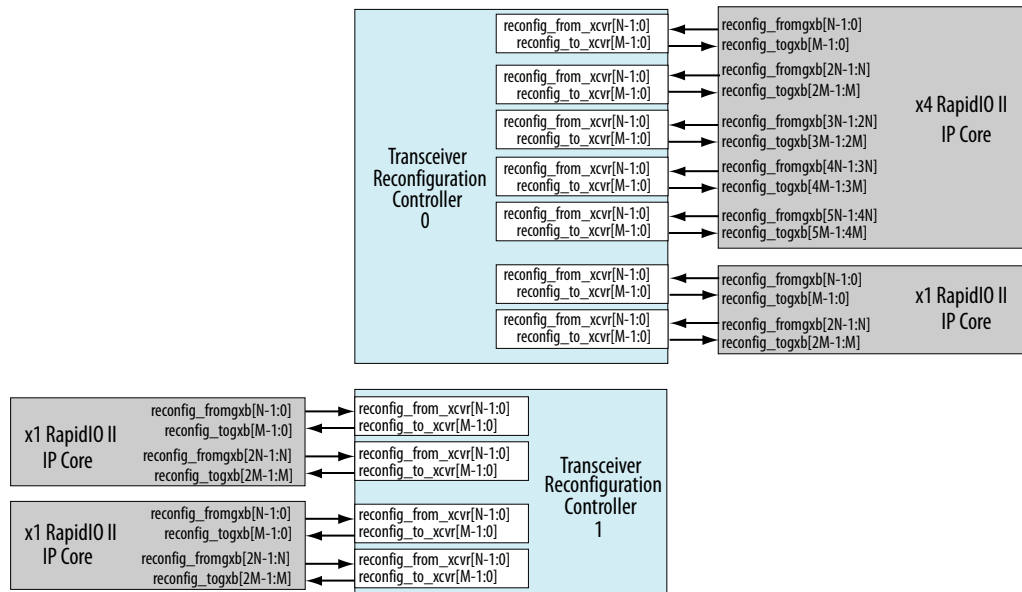 Transceiver
Reconfiguration
Controller
0
reconfig_from_xcvr[N-1:0]
reconfig_to_xcvr[M-1:0]
reconfig_from_xcvr[N-1:0]
reconfig_to_xcvr[M-1:0]
reconfig_from_xcvr[N-1:0]
reconfig_to_xcvr[M-1:0]
reconfig_from_xcvr[N-1:0]
reconfig_to_xcvr[M-1:0]
reconfig_from_xcvr[N-1:0]
reconfig_to_xcvr[M-1:0]
reconfig_from_xcvr[N-1:0]
reconfig_to_xcvr[M-1:0]
reconfig_from_xcvr[N-1:0]
reconfig_to_xcvr[M-1:0]
reconfig_fromgxb[N-1:0]
reconfig_togxb[M-1:0]
reconfig_fromgxb[2N-1:N]
reconfig_togxb[2M-1:M]
reconfig_fromgxb[3N-1:2N]
reconfig_togxb[3M-1:2M]
reconfig_fromgxb[4N-1:3N]
reconfig_togxb[4M-1:3M]
reconfig_fromgxb[5N-1:4N]
reconfig_togxb[5M-1:4M]
x4 RapidIO II
IP Core
reconfig_fromgxb[N-1:0]
reconfig_togxb[M-1:0]
reconfig_fromgxb[2N-1:N]
reconfig_togxb[2M-1:M]
x1 RapidIO II
IP Core
x1 RapidIO II
IP Core
reconfig_fromgxb[N-1:0]
reconfig_togxb[M-1:0]
reconfig_fromgxb[2N-1:N]
reconfig_togxb[2M-1:M]
x1 RapidIO II
IP Core
reconfig_fromgxb[N-1:0]
reconfig_togxb[M-1:0]
reconfig_fromgxb[2N-1:N]
reconfig_togxb[2M-1:M]
reconfig_from_xcvr[N-1:0]
reconfig_to_xcvr[M-1:0]
reconfig_from_xcvr[N-1:0]
reconfig_to_xcvr[M-1:0]
reconfig_from_xcvr[N-1:0]
reconfig_to_xcvr[M-1:0]
reconfig_from_xcvr[N-1:0]
reconfig_to_xcvr[M-1:0]
Transceiver
Reconfiguration
Controller
1